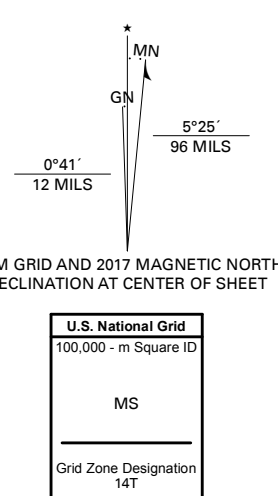 MN
GN
5°25´
96 MILS
0°41´
12 MILS
M GRID AND 2017 MAGNETIC NORTH
ECLINATION AT CENTER OF SHEET
U.S. National Grid
100,000 - m Square ID
MS
Grid Zone Designation
14T